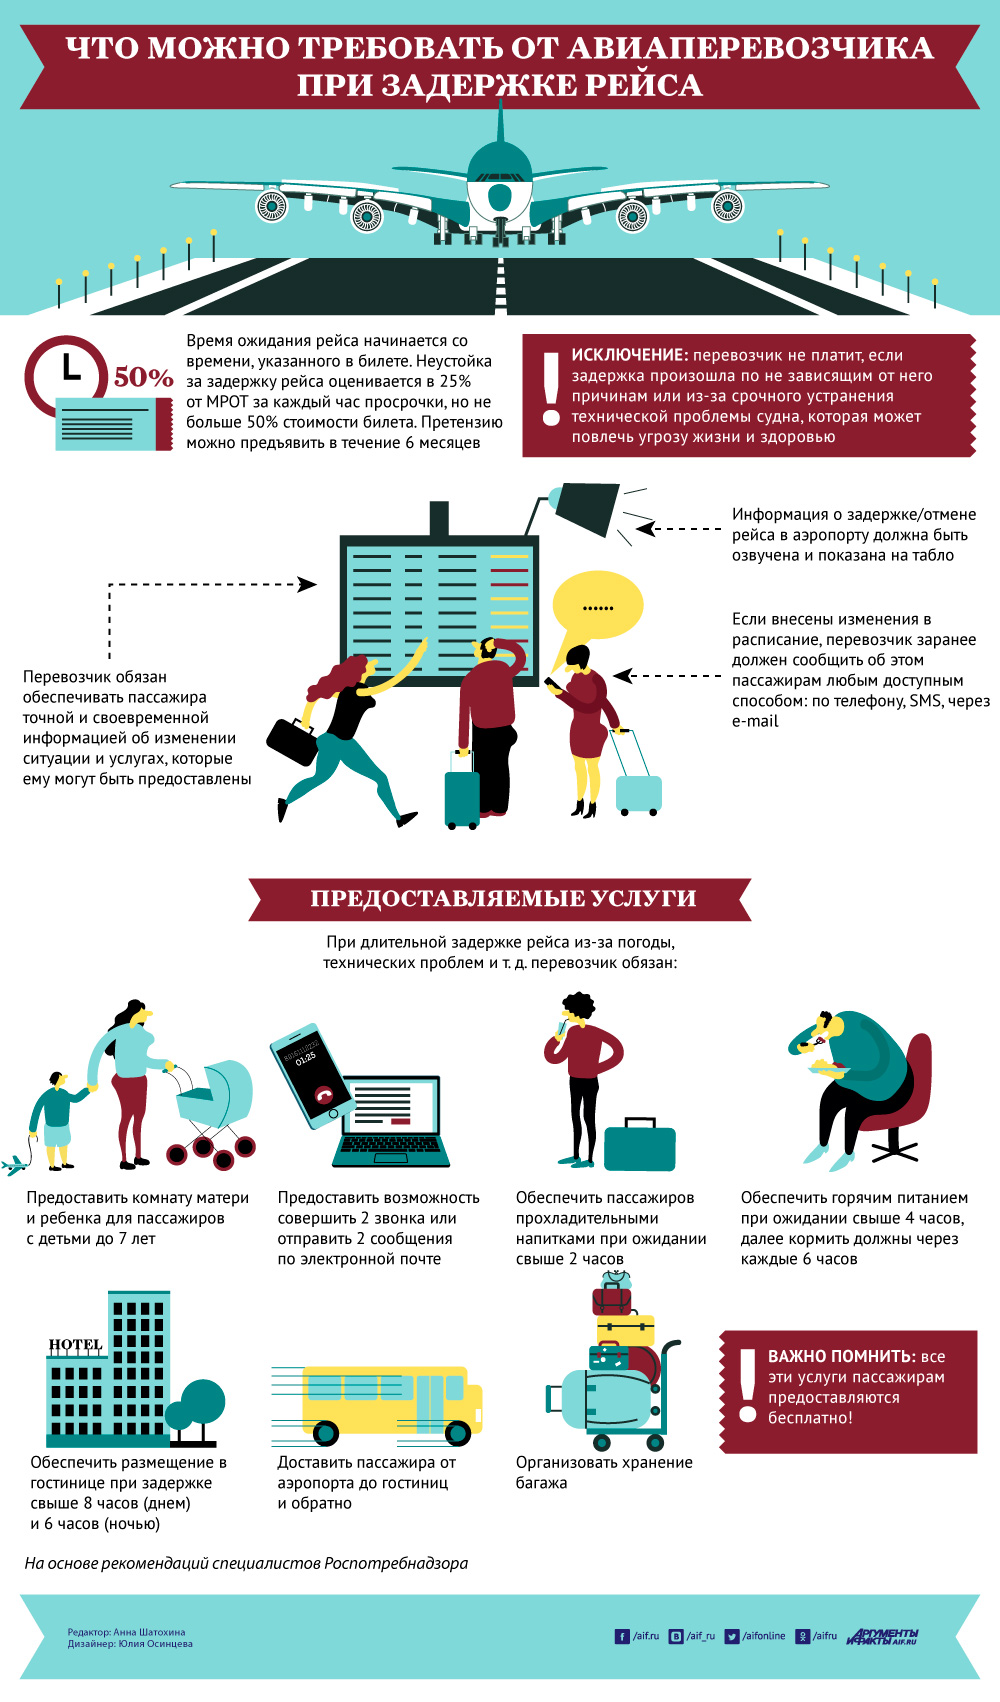 ЧТО МОЖНО ТРЕБОВАТЬ ОТ АВИАПЕРЕВОЗЧИКА
ПРИ ЗАДЕРЖКЕ РЕЙСА
50%
Время ожидания рейса начинается со
времени, указанного в билете. Неустойка
за задержку рейса оценивается в 25%
от МРОТ за каждый час просрочки, но не
больше 50% стоимости билета. Претензию
можно предъявить в течение 6 месяцев
! ИСКЛЮЧЕНИЕ: перевозчик не платит, если
задержка произошла по не зависящим от него
причинам или из-за срочного устранения
технической проблемы судна, которая может
повлечь угрозу жизни и здоровью
Информация о задержке/отмене
рейса в аэропорту должна быть
озвучена и показана на табло
......
Если внесены изменения в
расписание, перевозчик заранее
должен сообщить об этом
пассажирам любым доступным
способом: по телефону, SMS, через
e-mail
Перевозчик обязан
обеспечивать пассажира
точной и своевременной
информацией об изменении
ситуации и услугах, которые
ему могут быть предоставлены
ПРЕДОСТАВЛЯЕМЫЕ УСЛУГИ
При длительной задержке рейса из-за погоды,
технических проблем и т. д. перевозчик обязан:
01:25
Предоставить комнату матери
и ребенка для пассажиров
с детьми до 7 лет
Предоставить возможность
совершить 2 звонка или
отправить 2 сообщения
по электронной почте
Обеспечить пассажиров
прохладительными
напитками при ожидании
свыше 2 часов
Обеспечить горячим питанием
при ожидании свыше 4 часов,
далее кормить должны через
каждые 6 часов
HOTEL
Обеспечить размещение в
гостинице при задержке
свыше 8 часов (днем)
и 6 часов (ночью)
Доставить пассажира от
аэропорта до гостиниц
и обратно
Организовать хранение
багажа
! ВАЖНО ПОМНИТЬ: все
эти услуги пассажирам
предоставляются
бесплатно!
На основе рекомендаций специалистов Роспотребнадзора
Редактор: Анна Шатохина
Дизайнер: Юлия Осинцева
/aif.ru /aif_ru /aifonline /aifru
АРГУМЕНТЫ
И ФАКТЫ AIF.RU